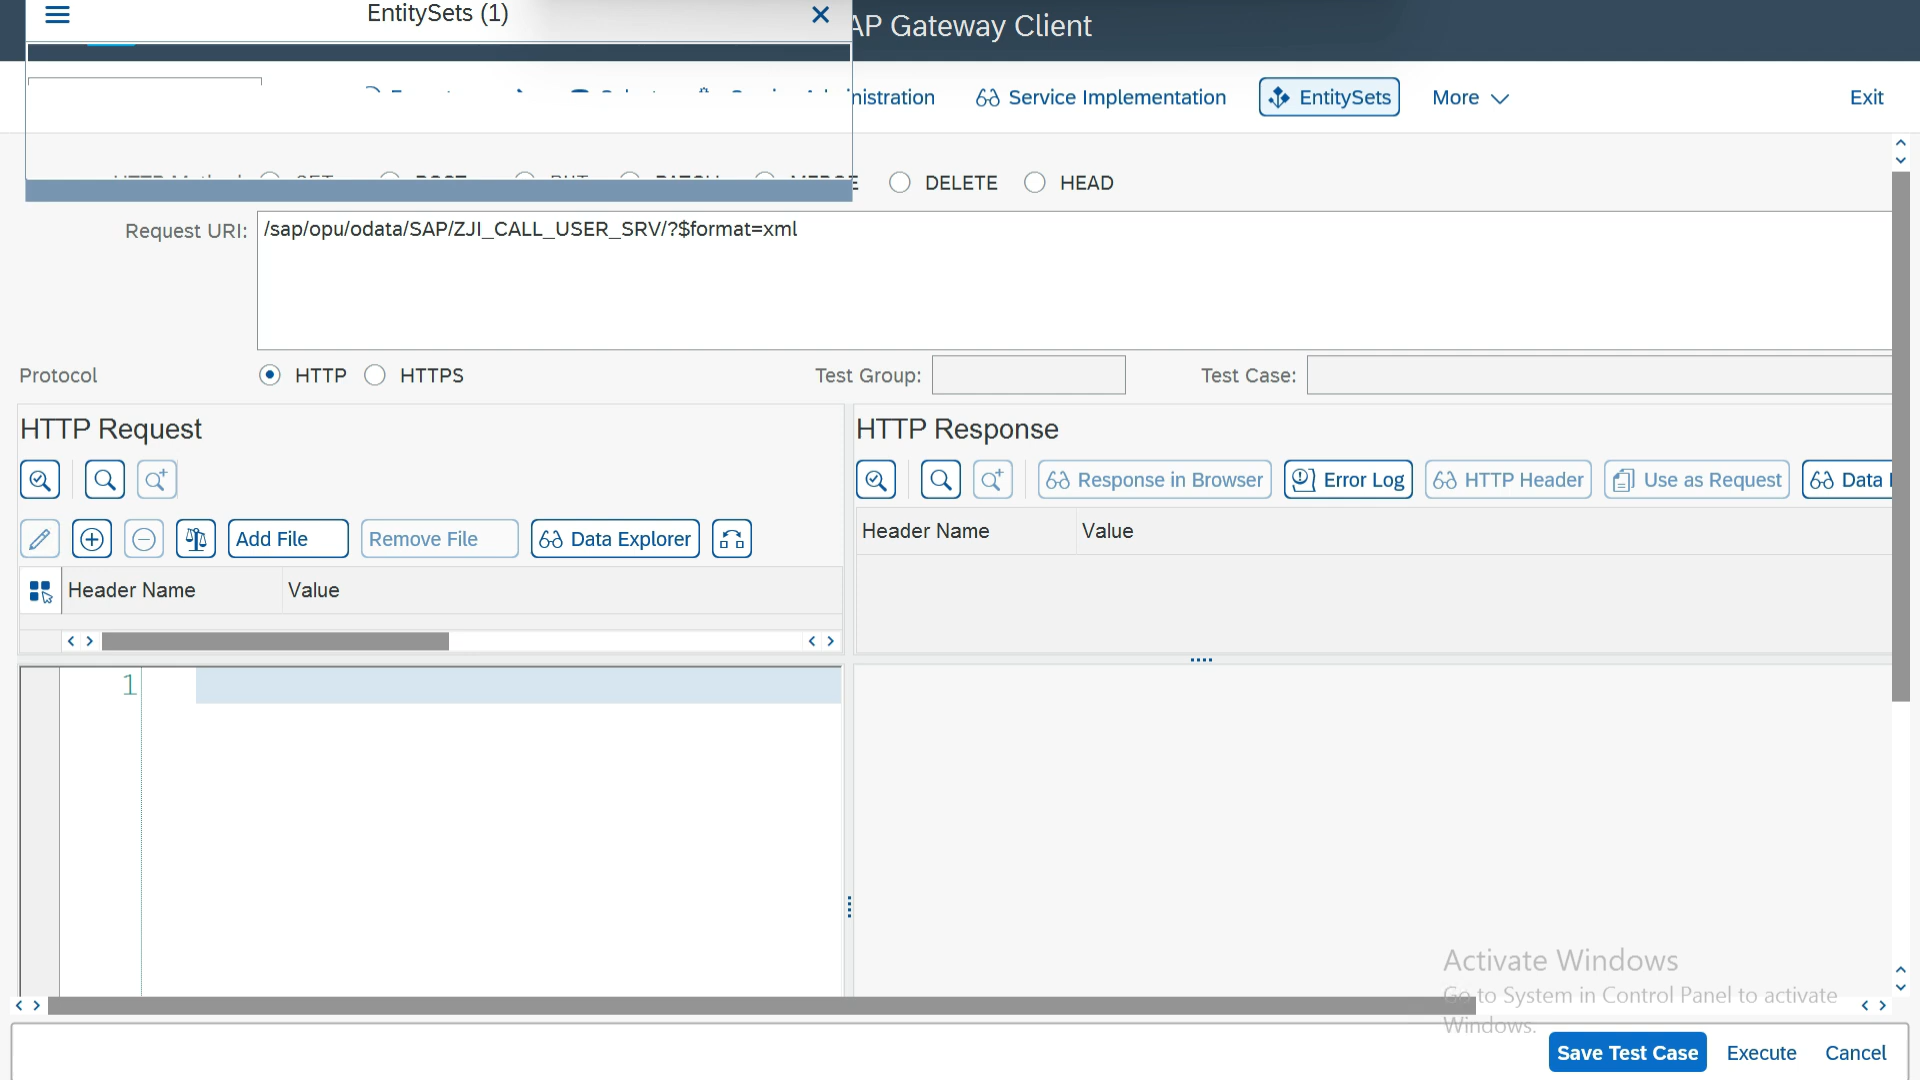 EntitySets (1)
AP Gateway Client
istration
Service Implementation
EntitySets
More
Exit
DELETE
HEAD
Request URI:
/sap/opu/odata/SAP/ZJI_CALL_USER_SRV/?$format=xml
Protocol
HTTP
HTTPS
Test Group:
Test Case:
HTTP Request
HTTP Response
Response in Browser
Error Log
HTTP Header
Use as Request
Data
Add File
Remove File
Data Explorer
Header Name
Value
Header Name
Value
1
Activate Windows
Go to System in Control Panel to activate
Windows.
Save Test Case
Execute
Cancel